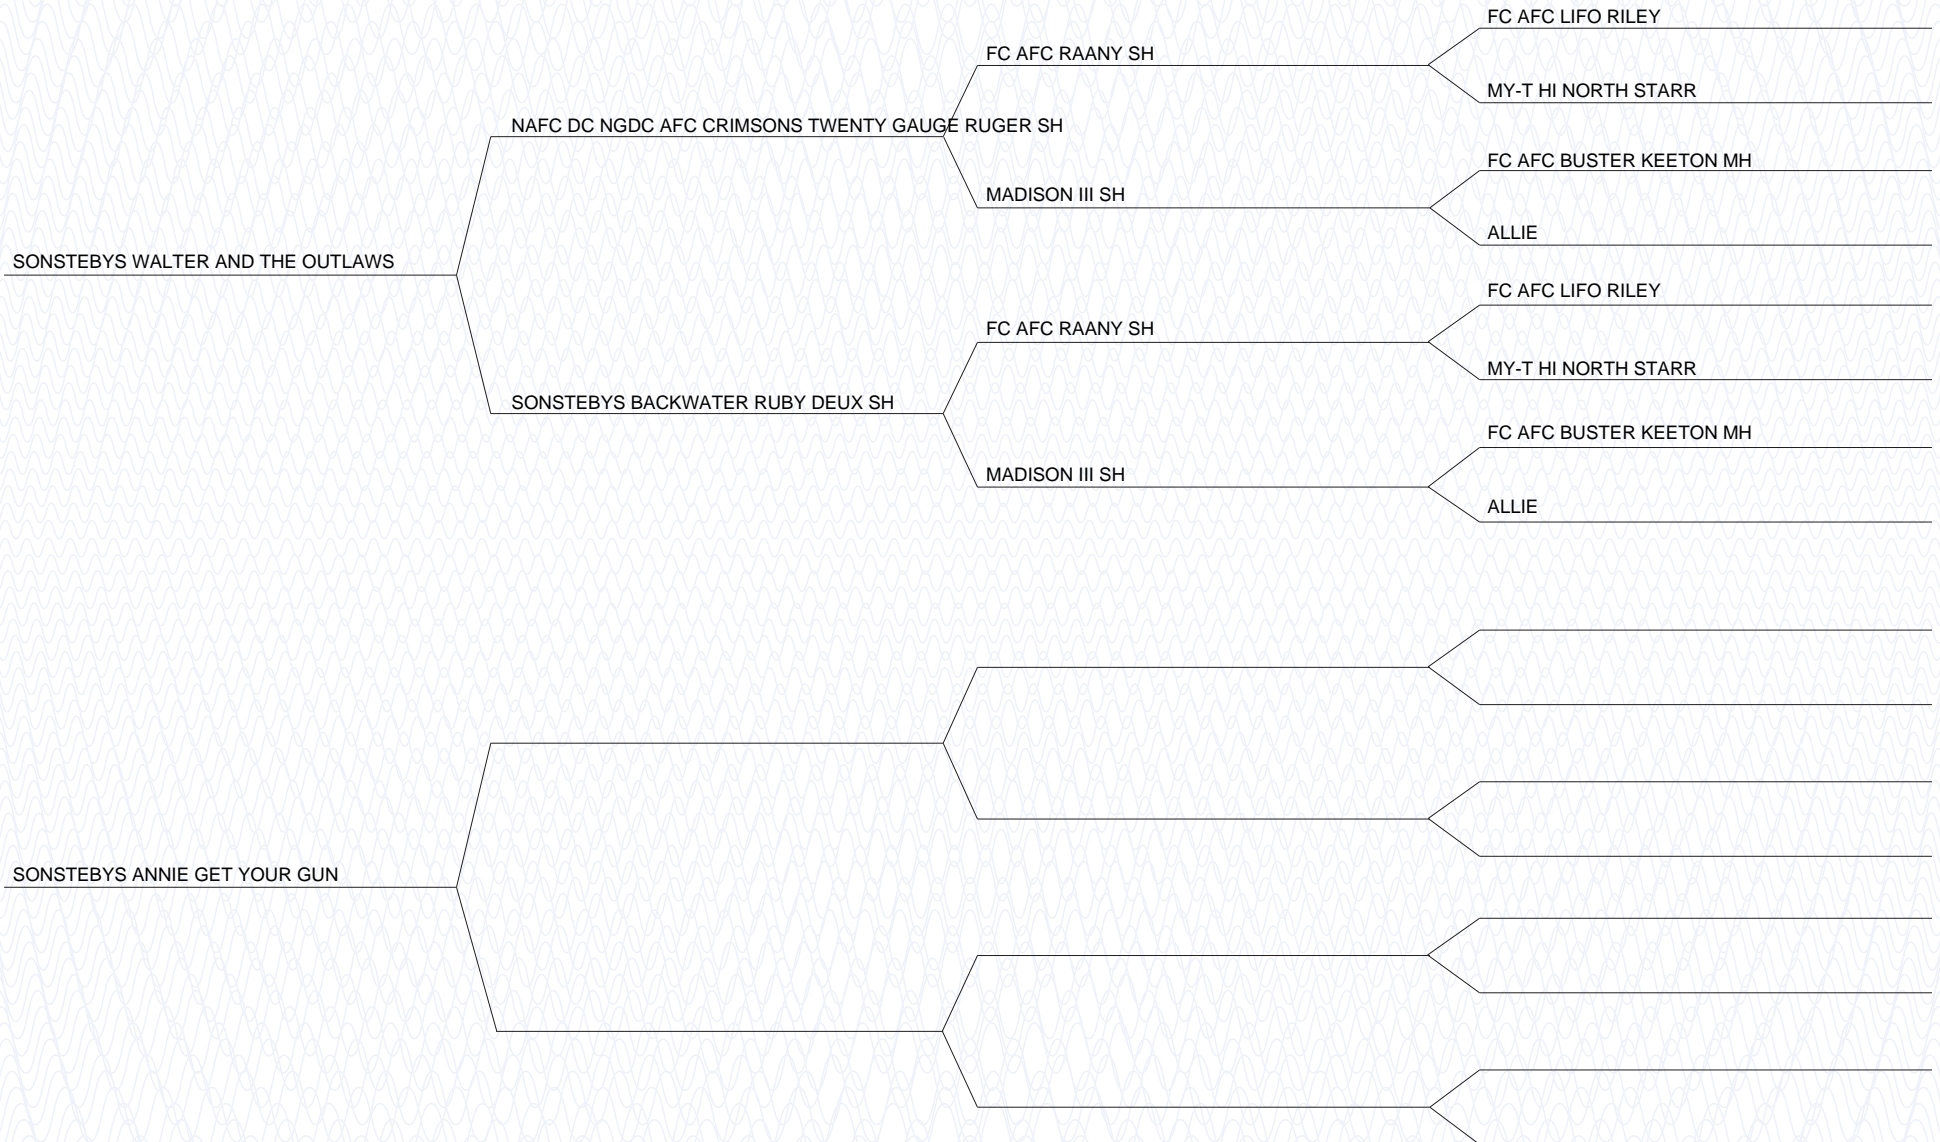 FC AFC LIFO RILEY
FC AFC RAANY SH
MY-T HI NORTH STARR
NAFC DC NGDC AFC CRIMSONS TWENTY GAUGE RUGER SH
FC AFC BUSTER KEETON MH
MADISON III SH
ALLIE
SONSTEBYS WALTER AND THE OUTLAWS
FC AFC LIFO RILEY
FC AFC RAANY SH
MY-T HI NORTH STARR
SONSTEBYS BACKWATER RUBY DEUX SH
FC AFC BUSTER KEETON MH
MADISON III SH
ALLIE
SONSTEBYS ANNIE GET YOUR GUN